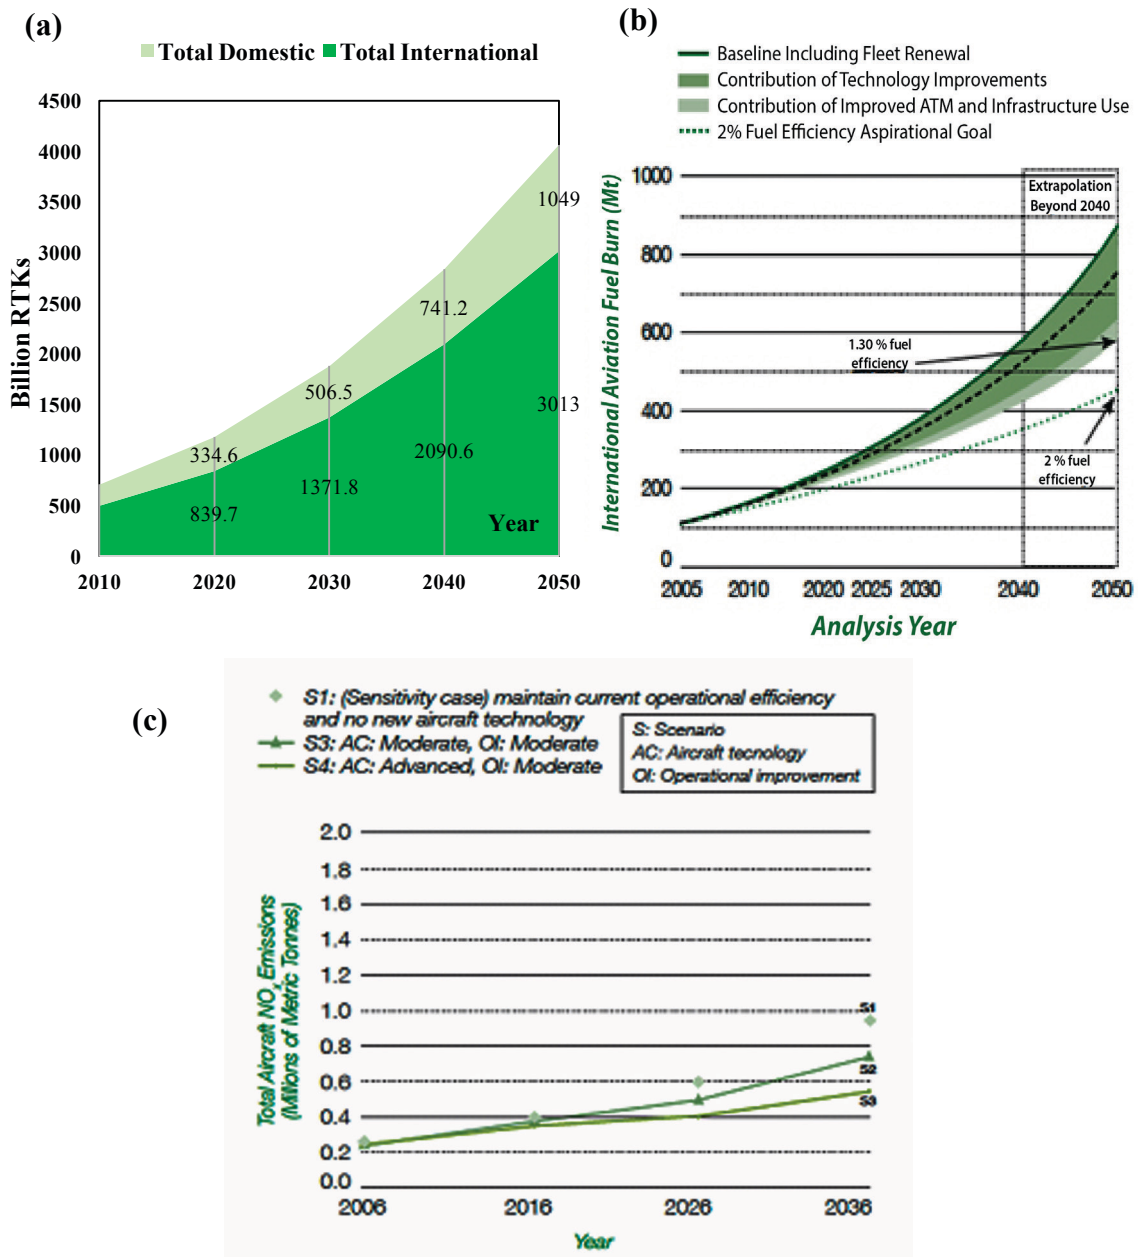 (a)
Total Domestic Total International
4500
4000
3500
3000
2500
2000
1500
1000
500
0
Billion RTKs
1049
741.2
506.5
334.6
3013
2090.6
1371.8
839.7
Year
2010 2020 2030 2040 2050
(b)
Baseline Including Fleet Renewal
Contribution of Technology Improvements
Contribution of Improved ATM and Infrastructure Use
2% Fuel Efficiency Aspirational Goal
International Aviation Fuel Burn (Mt)
1000
800
600
400
200
0
Extrapolation
Beyond 2040
1.30 % fuel
efficiency
2 % fuel
efficiency
2005 2010 2020 2025 2030 2040 2050
Analysis Year
(c)
S1: (Sensitivity case) maintain current operational efficiency
and no new aircraft technology
S3: AC: Moderate, OI: Moderate
S4: AC: Advanced, OI: Moderate
S: Scenario
AC: Aircraft tecnology
OI: Operational improvement
Total Aircraft NOx Emissions
(Millions of Metric Tonnes)
2.0
1.8
1.6
1.4
1.2
1.0
0.8
0.6
0.4
0.2
0.0
S1
S2
S3
2006 2016 2026 2036
Year